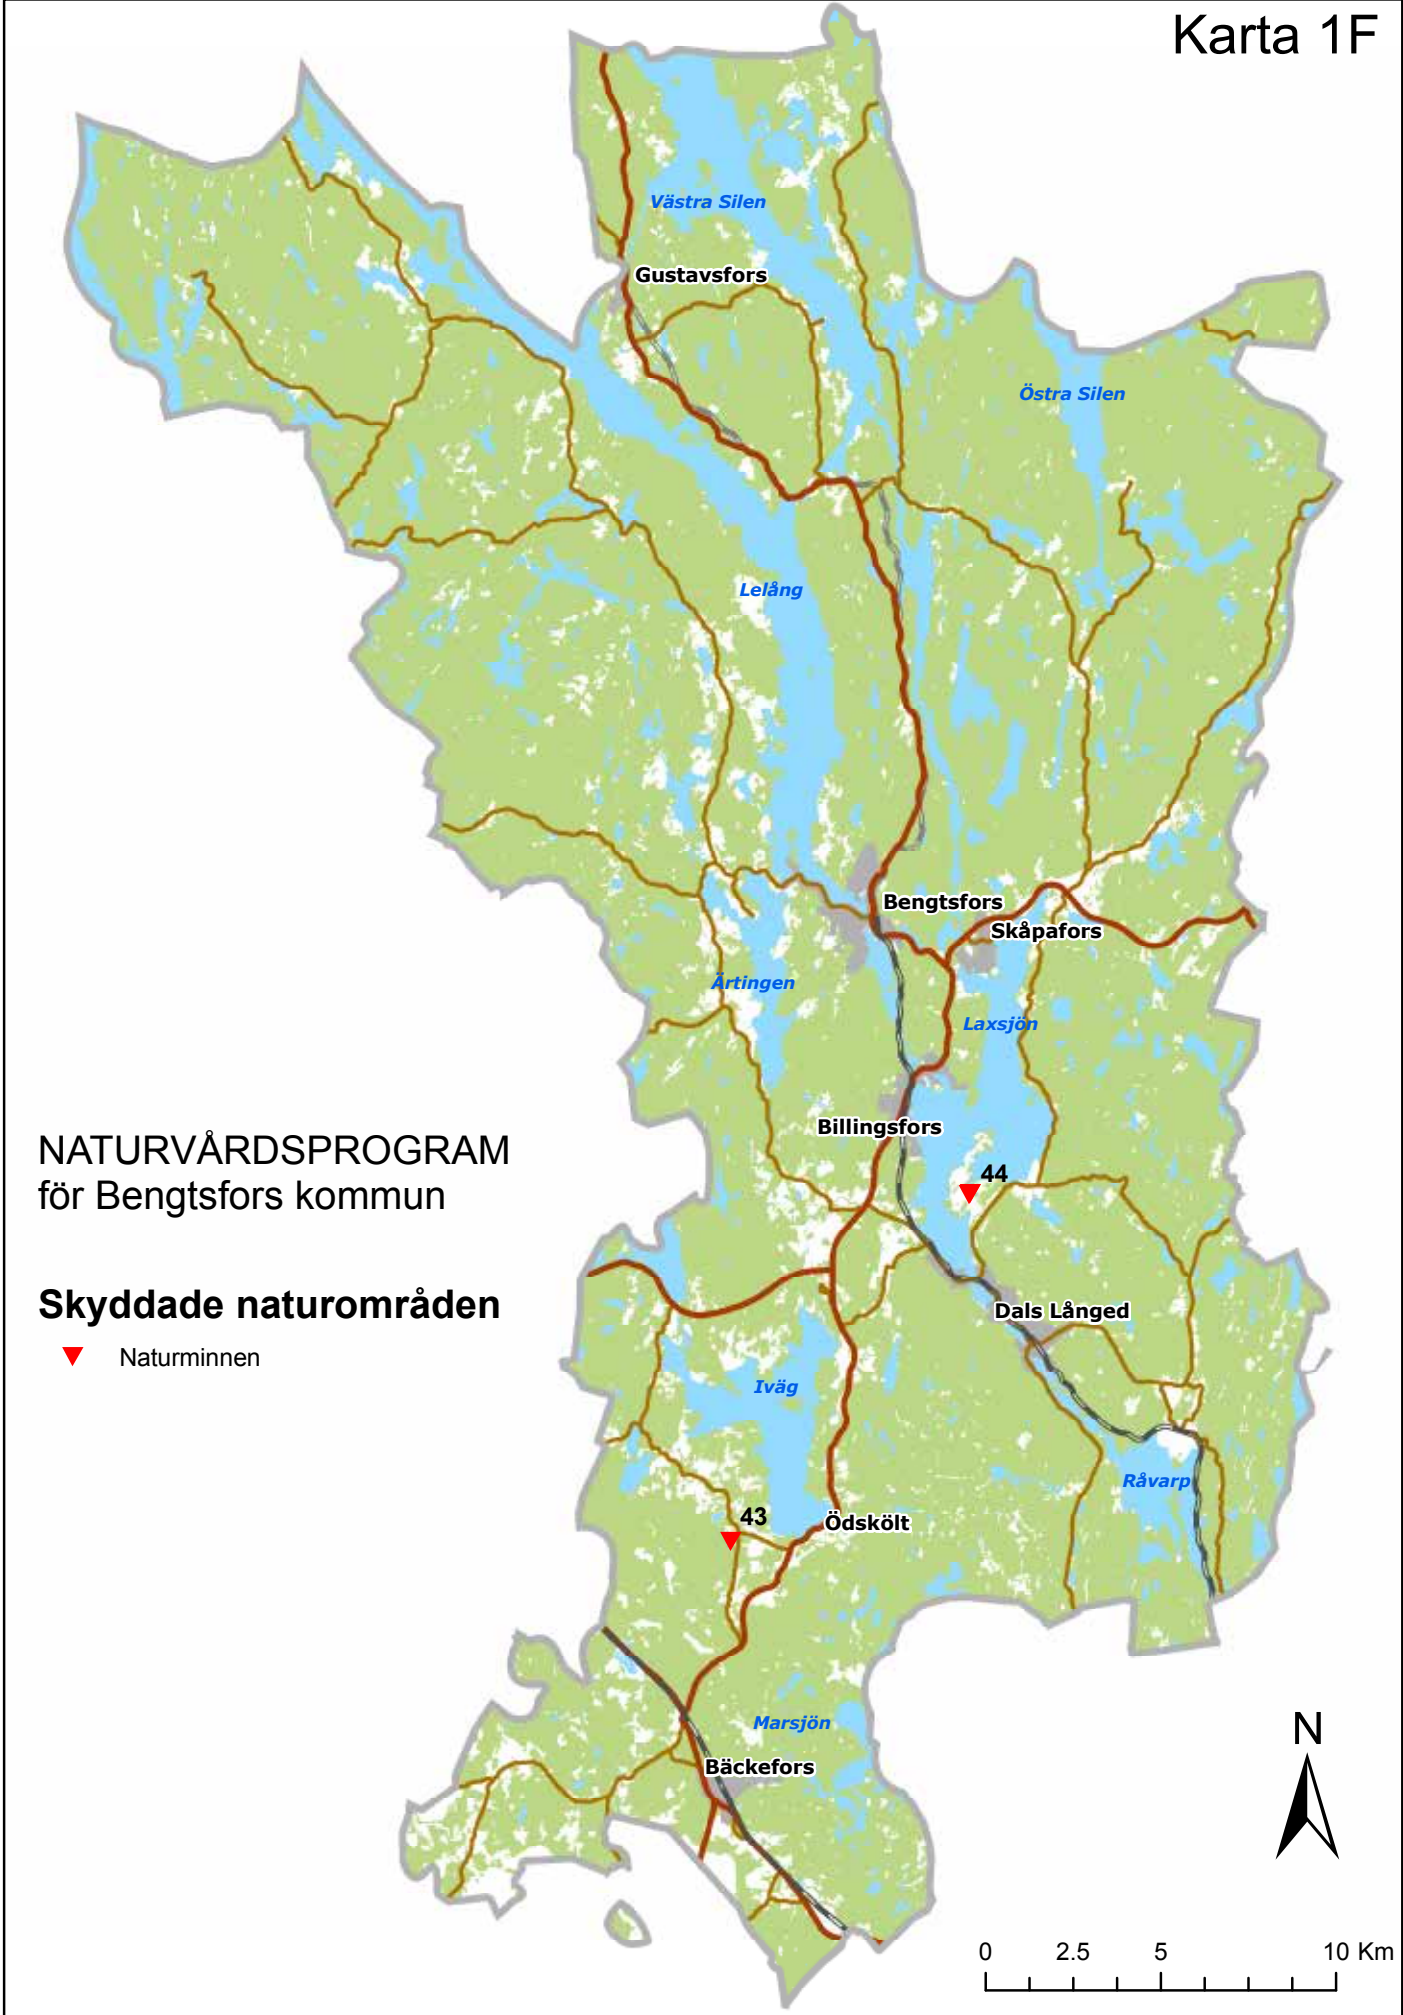 Karta 1F
Västra Silen
Gustavsfors
Östra Silen
Lelång
Bengtsfors
Skåpafors
Ärtingen
Laxsjön
Billingsfors
NATURVÅRDSPROGRAM
för Bengtsfors kommun
44
Skyddade naturområden
Dals Långed
Naturminnen
Iväg
Råvarp
43
Ödskölt
Marsjön
N
Bäckefors
0 2.5 5 10 Km